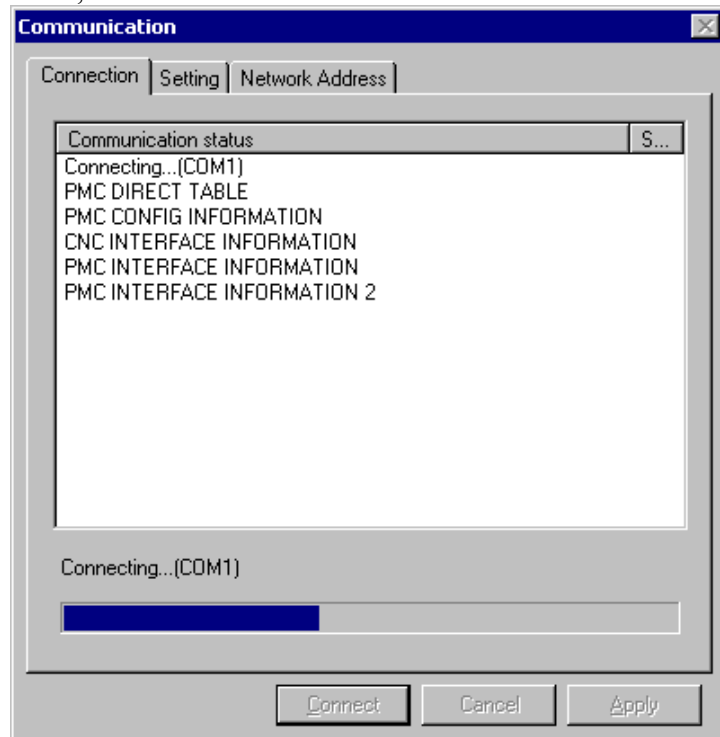 Communication
Connection Setting Network Address
Communication status S...
Connecting...(COM1)
PMC DIRECT TABLE
PMC CONFIG INFORMATION
CNC INTERFACE INFORMATION
PMC INTERFACE INFORMATION
PMC INTERFACE INFORMATION 2
Connecting...(COM1)
Connect Cancel Apply